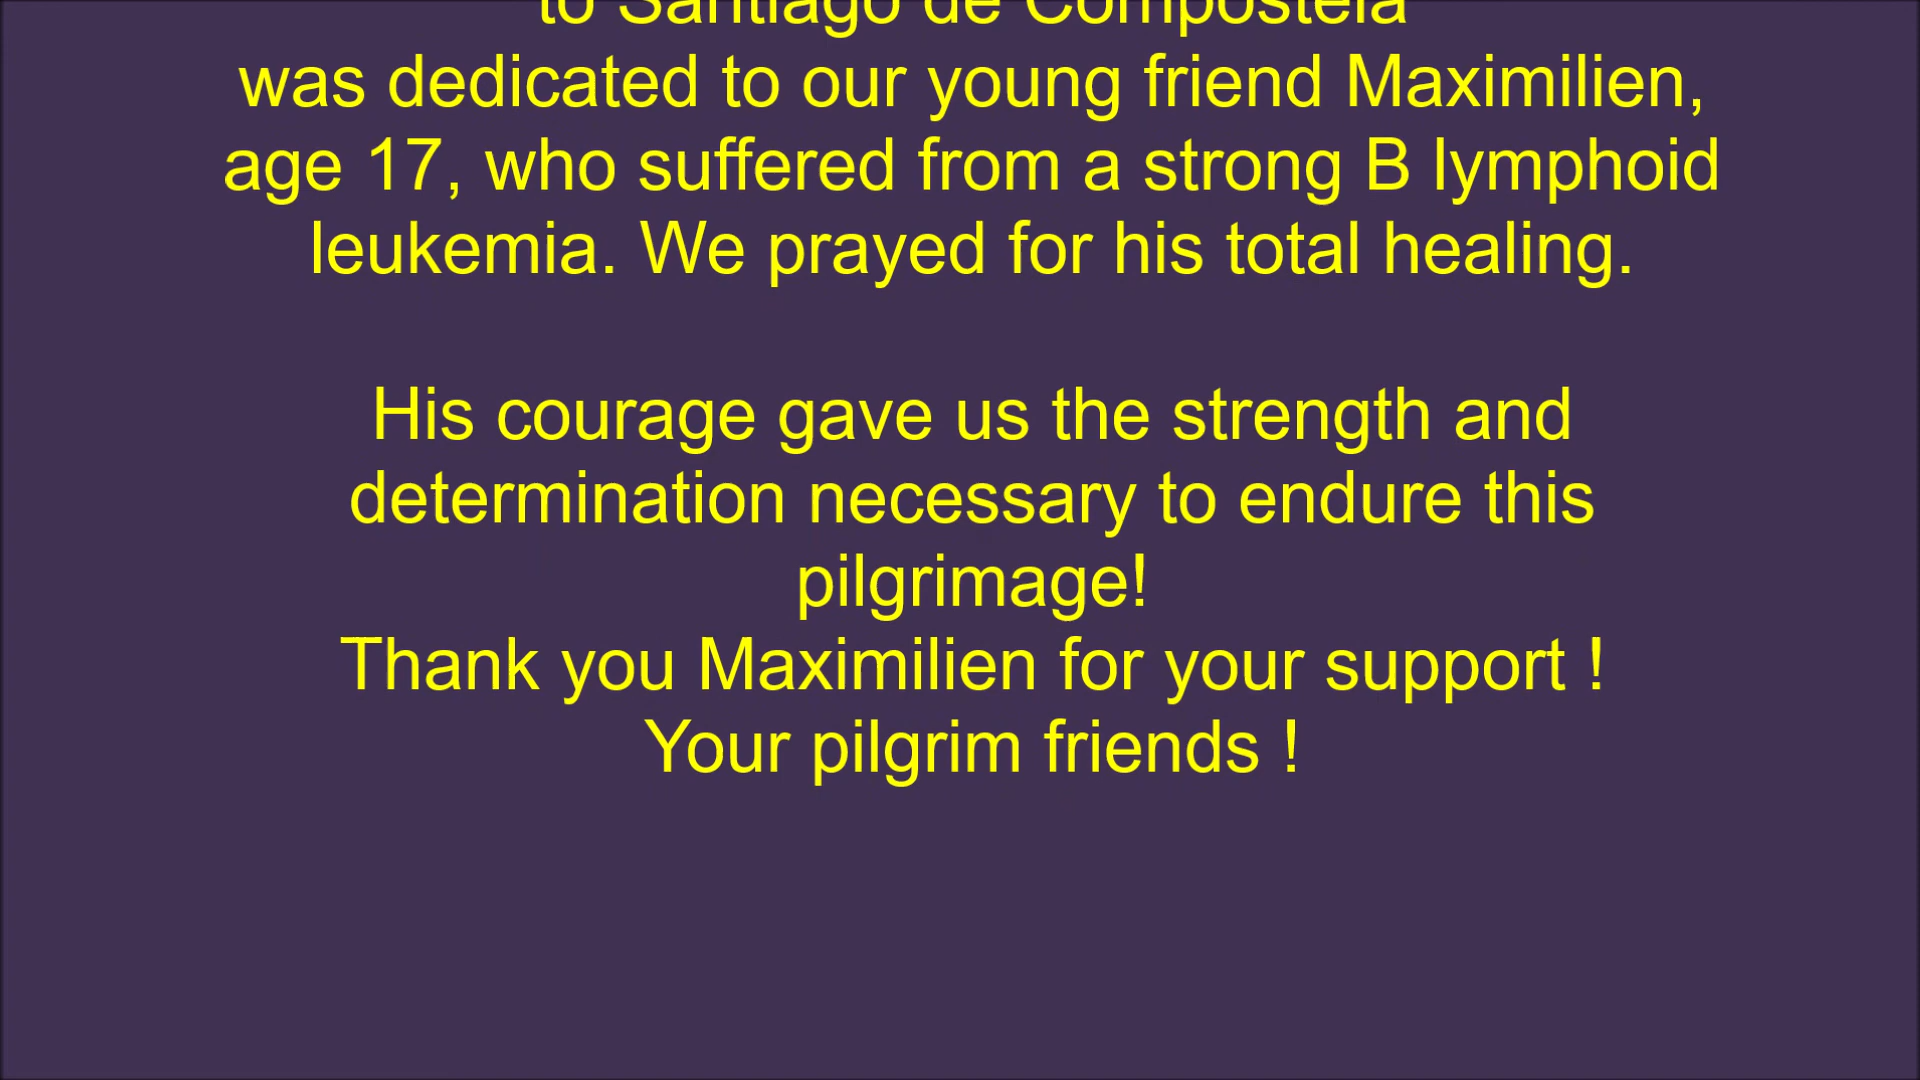 to Santiago de Compostela
was dedicated to our young friend Maximilien,
age 17, who suffered from a strong B lymphoid
leukemia. We prayed for his total healing.
His courage gave us the strength and
determination necessary to endure this
pilgrimage!
Thank you Maximilien for your support !
Your pilgrim friends !